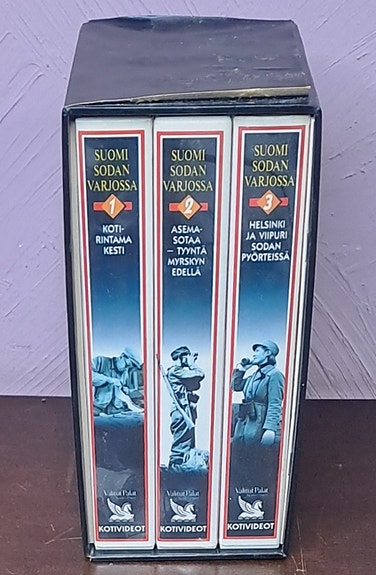 SUOMI
SODAN
VARJOSSA
1
KOTI-
RINTAMA
KESTI
Valitut Palat
KOTIVIDEOT
SUOMI
SODAN
VARJOSSA
2
ASEMA-
SOTAA
– TYYNTÄ
MYRSKYN
EDELLÄ
Valitut Palat
KOTIVIDEOT
SUOMI
SODAN
VARJOSSA
3
HELSINKI
JA VIIPURI
SODAN
PYÖRTEISSÄ
Valitut Palat
KOTIVIDEOT